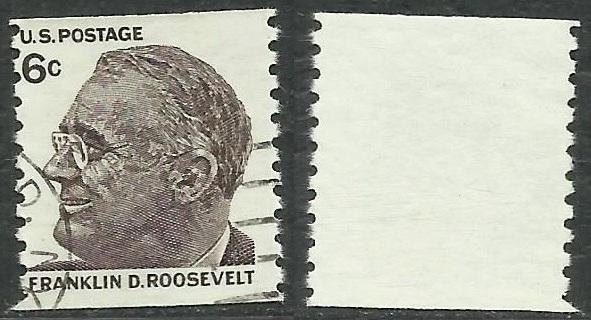 U.S. POSTAGE
6c
FRANKLIN D. ROOSEVELT